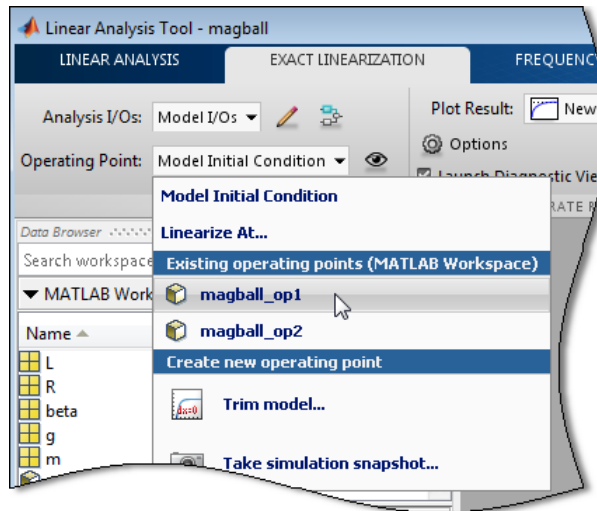 Linear Analysis Tool - magball
LINEAR ANALYSIS EXACT LINEARIZATION
Analysis I/Os: Model I/Os Plot Result: New
Operating Point: Model Initial Condition Options
Model Initial Condition
Data Browser Linearize At...
Search workspace Existing operating points (MATLAB Workspace)
MATLAB Work magball_op1
Name magball_op2
L Create new operating point
R
beta Trim model...
g
m Take simulation snapshot...